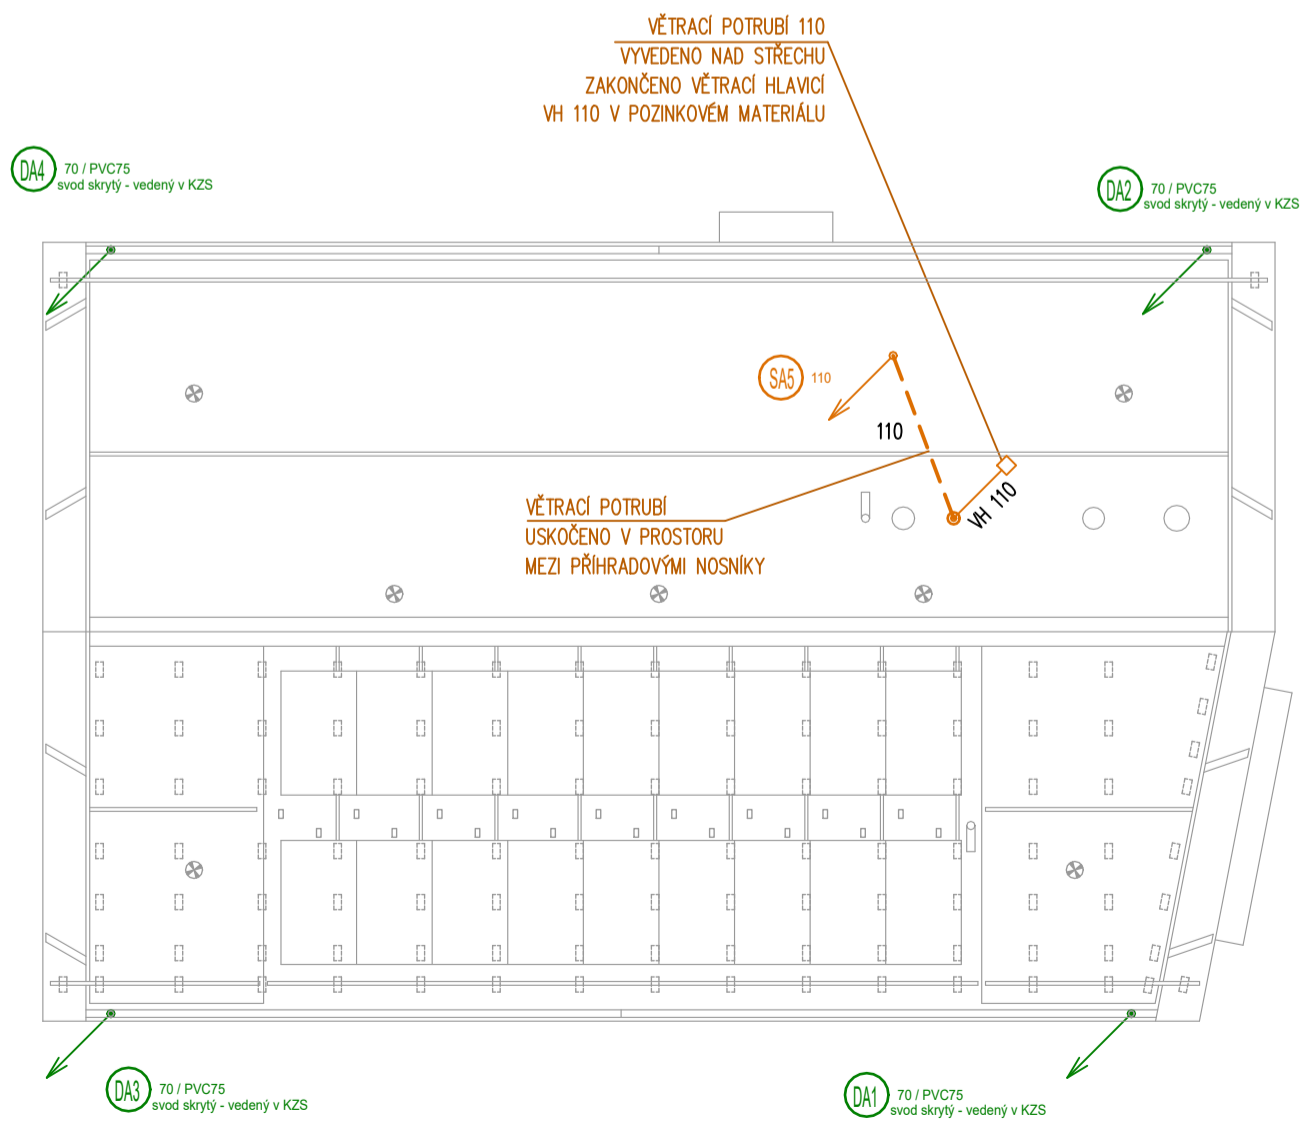 VĚTRACÍ POTRUBÍ 110
VYVEDENO NAD STŘECHU
ZAKONČENO VĚTRACÍ HLAVICÍ
VH 110 V POZINKOVÉM MATERIÁLU
DA4
70 / PVC75
svod skrytý - vedený v KZS
DA2
70 / PVC75
svod skrytý - vedený v KZS
SA5
110
110
VH 110
VĚTRACÍ POTRUBÍ
USKOČENO V PROSTORU
MEZI PŘÍHRADOVÝMI NOSNÍKY
DA3
70 / PVC75
svod skrytý - vedený v KZS
DA1
70 / PVC75
svod skrytý - vedený v KZS